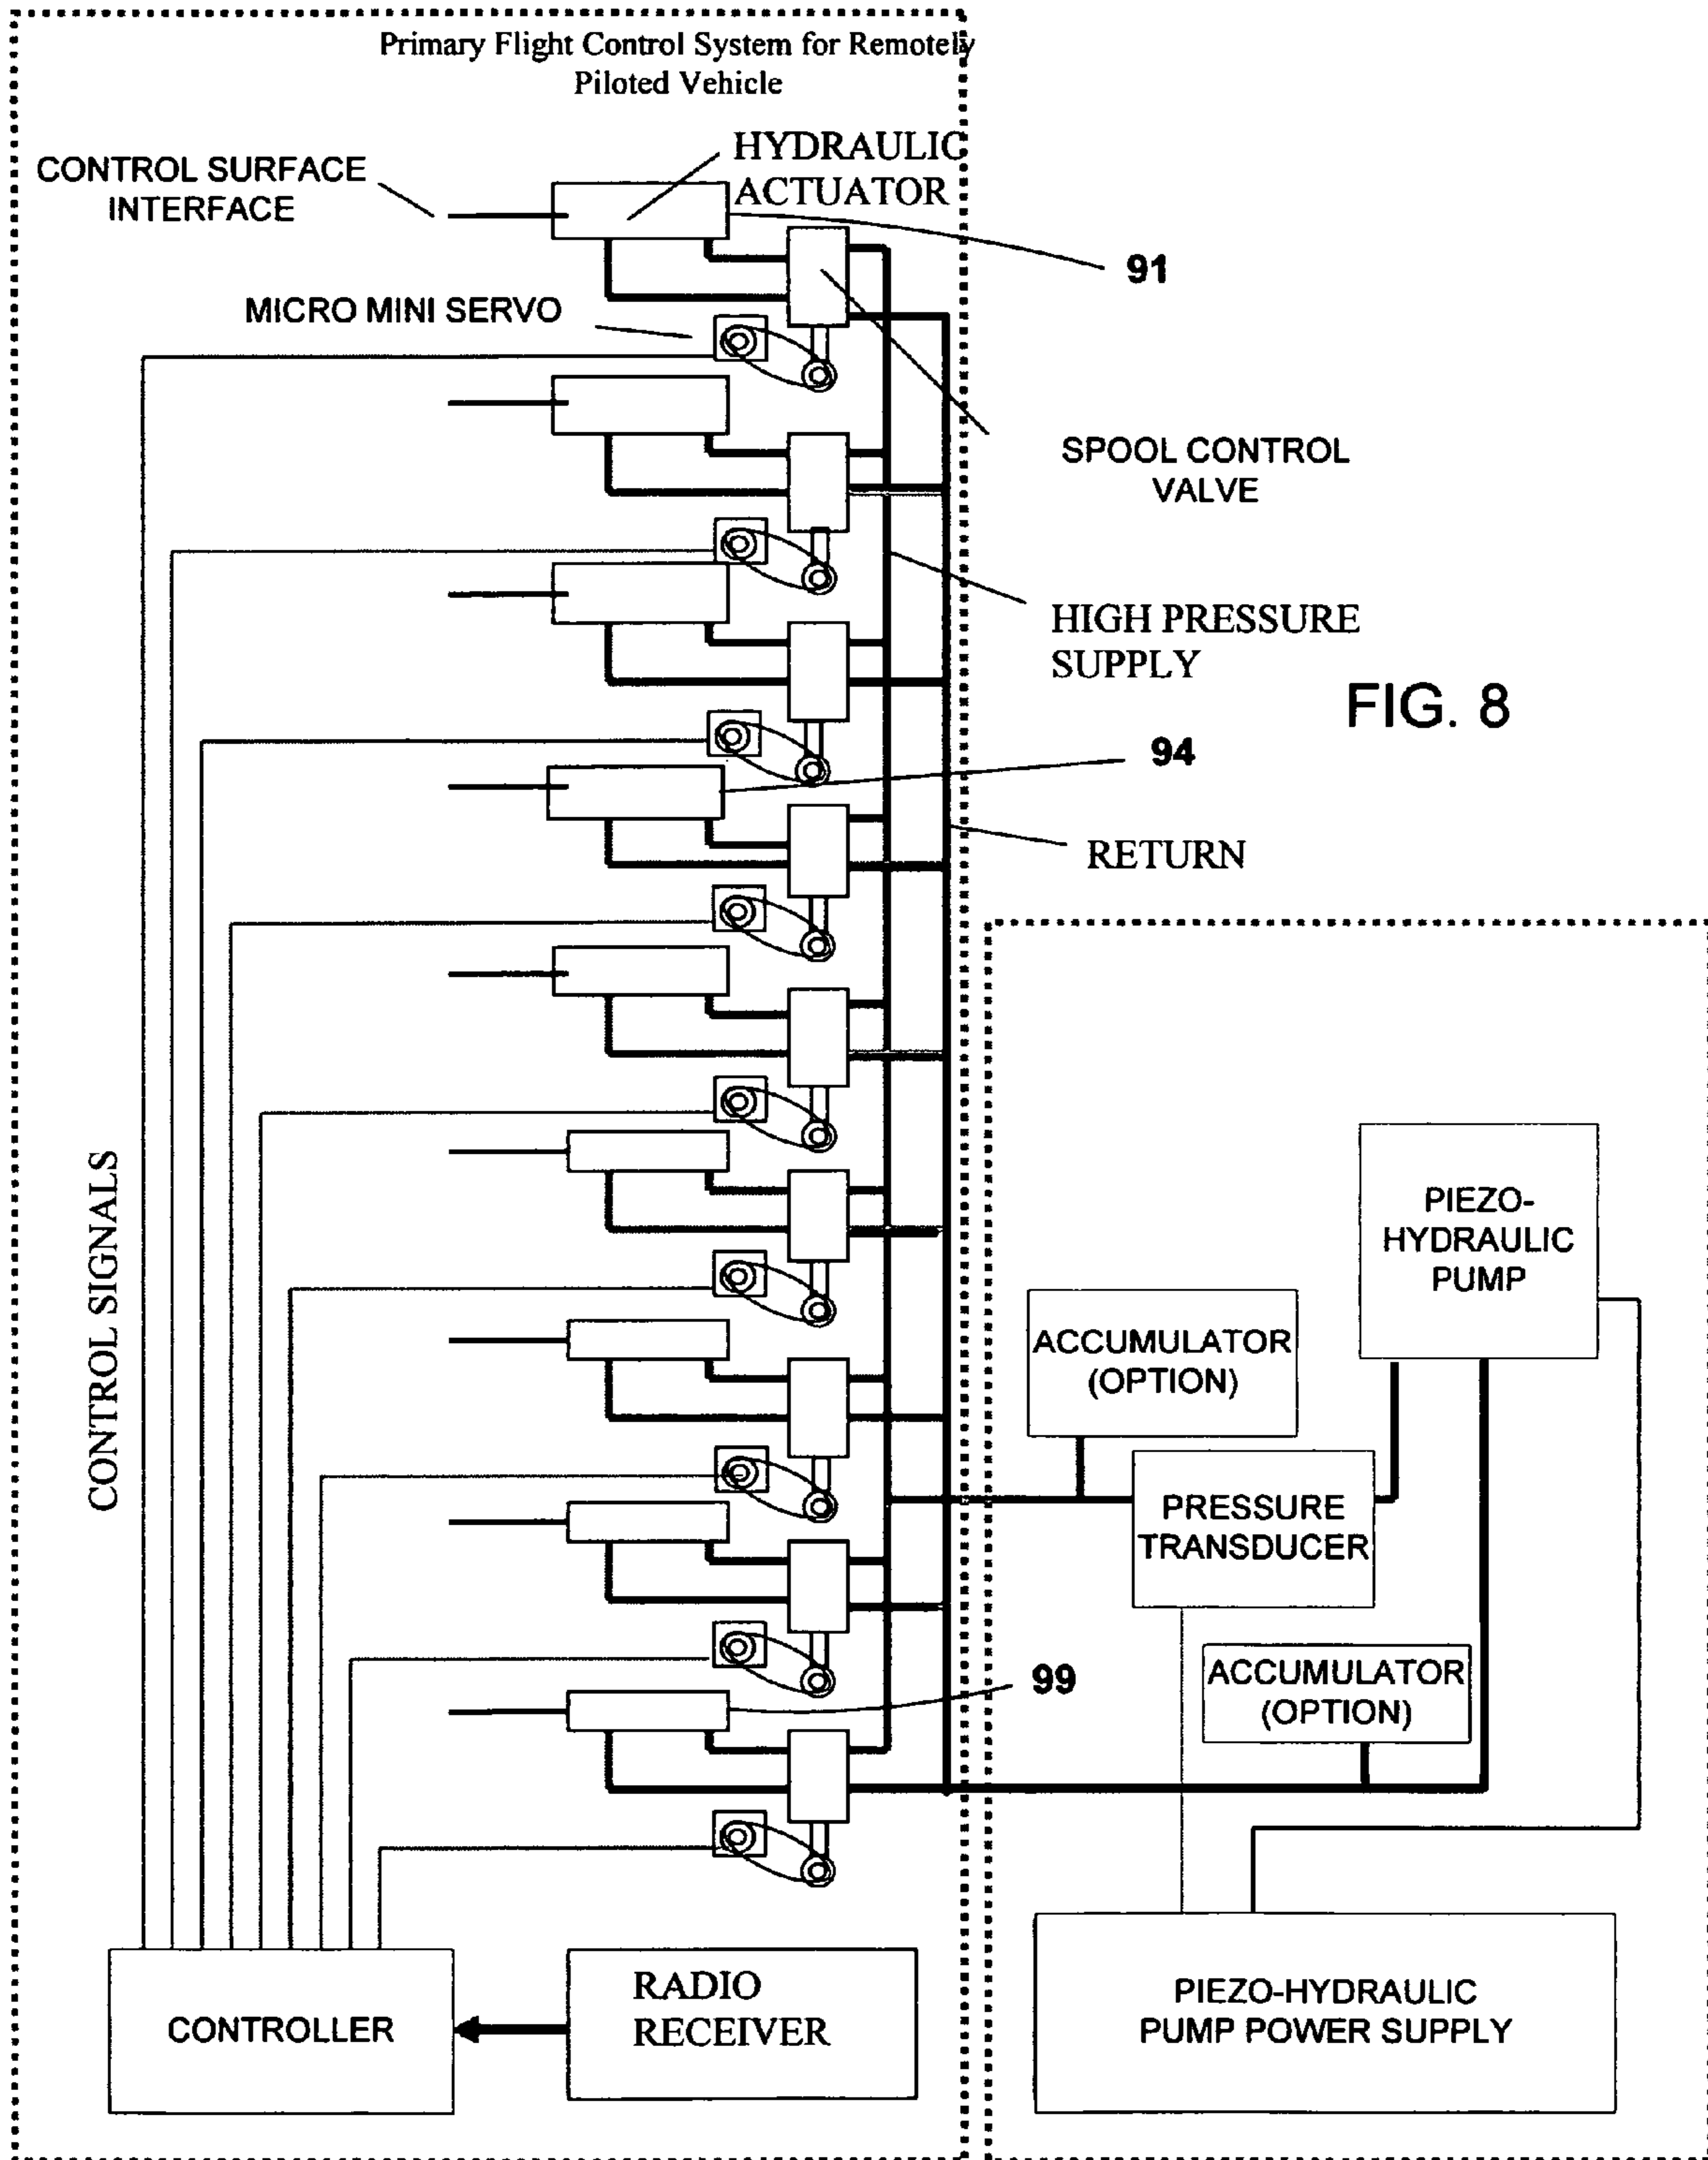 Primary Flight Control System for Remotely
Piloted Vehicle
CONTROL SURFACE
INTERFACE
HYDRAULIC
ACTUATOR
91
MICRO MINI SERVO
SPOOL CONTROL
VALVE
HIGH PRESSURE
SUPPLY
FIG. 8
94
RETURN
CONTROL SIGNALS
PIEZO-
HYDRAULIC
PUMP
ACCUMULATOR
(OPTION)
PRESSURE
TRANSDUCER
ACCUMULATOR
(OPTION)
99
CONTROLLER
RADIO
RECEIVER
PIEZO-HYDRAULIC
PUMP POWER SUPPLY